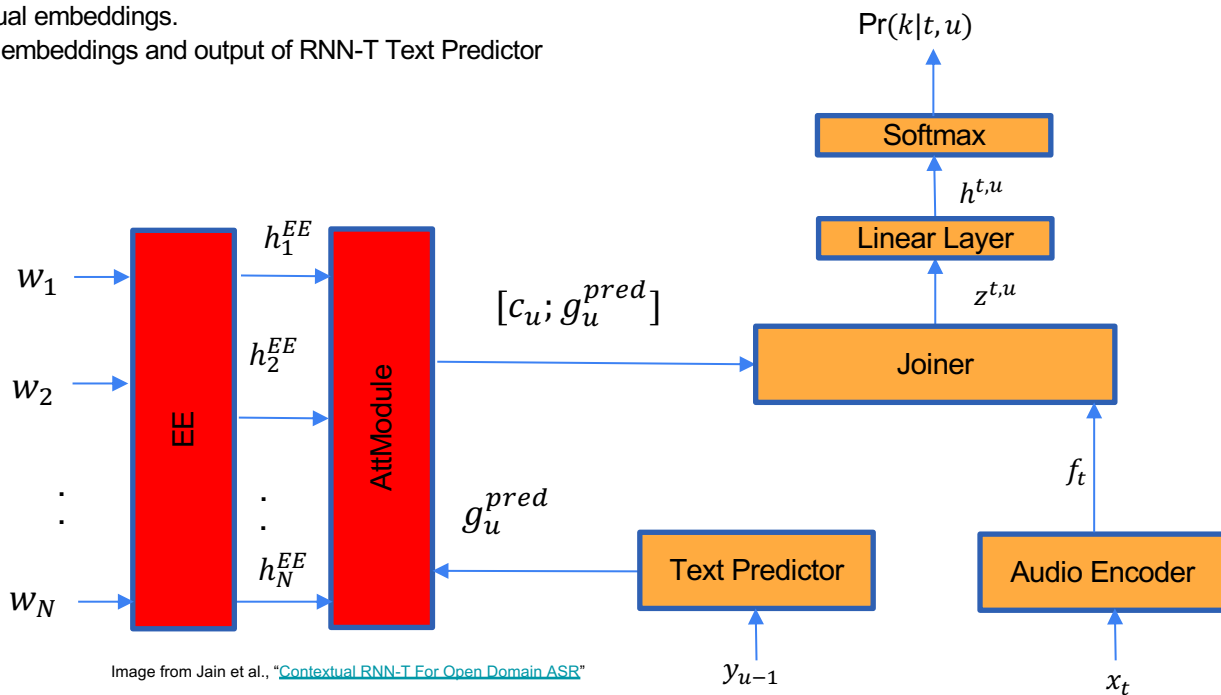 ual embeddings.
embeddings and output of RNN-T Text Predictor
Pr(k|t, u)
Softmax
h^{t,u}
Linear Layer
z^{t,u}
Joiner
[c_u; g_u^{pred}]
f_t
w_1
w_2
.
.
w_N
EE
h_1^{EE}
h_2^{EE}
.
.
h_N^{EE}
AttModule
g_u^{pred}
Text Predictor
Audio Encoder
y_{u−1}
x_t
Image from Jain et al., “Contextual RNN-T For Open Domain ASR”